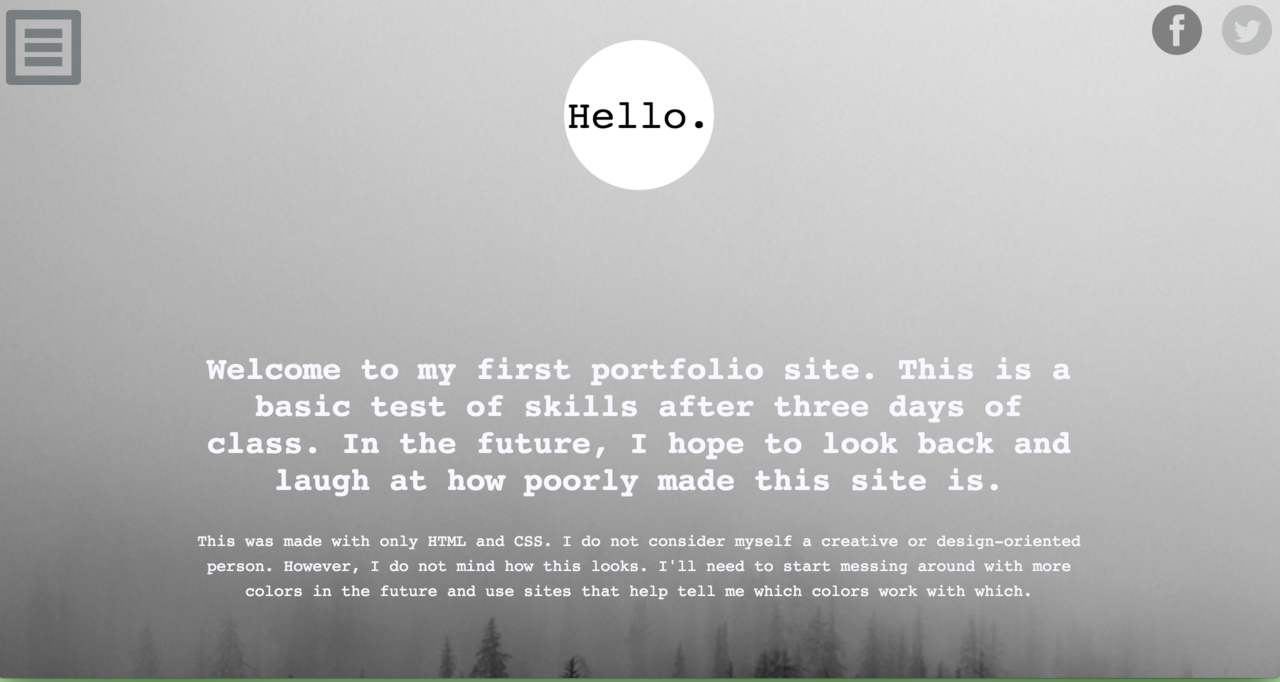 Hello.
Welcome to my first portfolio site. This is a
basic test of skills after three days of
class. In the future, I hope to look back and
laugh at how poorly made this site is.
This was made with only HTML and CSS. I do not consider myself a creative or design-oriented
person. However, I do not mind how this looks. I'll need to start messing around with more
colors in the future and use sites that help tell me which colors work with which.